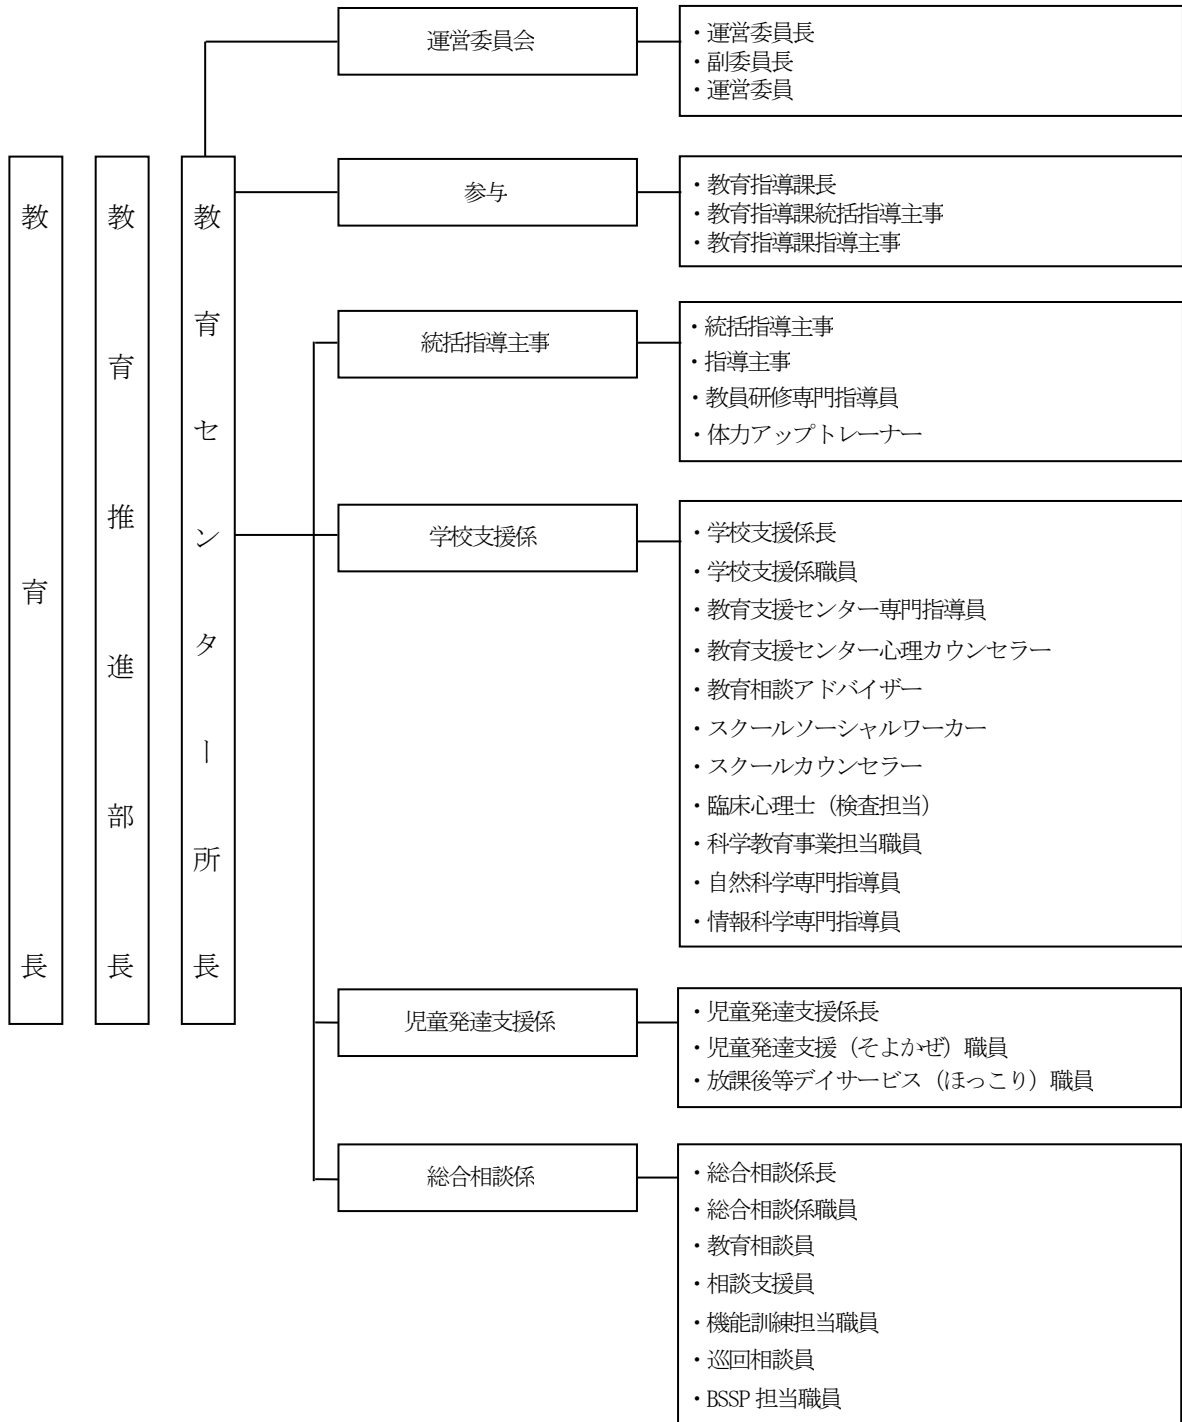 教育長
教育推進部長
教育センター所長
運営委員会
・運営委員長
・副委員長
・運営委員
参与
・教育指導課長
・教育指導課統括指導主事
・教育指導課指導主事
統括指導主事
・統括指導主事
・指導主事
・教員研修専門指導員
・体力アップトレーナー
学校支援係
・学校支援係長
・学校支援係職員
・教育支援センター専門指導員
・教育支援センター心理カウンセラー
・教育相談アドバイザー
・スクールソーシャルワーカー
・スクールカウンセラー
・臨床心理士（検査担当）
・科学教育事業担当職員
・自然科学専門指導員
・情報科学専門指導員
児童発達支援係
・児童発達支援係長
・児童発達支援（そよかぜ）職員
・放課後等デイサービス（ほっこり）職員
総合相談係
・総合相談係長
・総合相談係職員
・教育相談員
・相談支援員
・機能訓練担当職員
・巡回相談員
・BSSP 担当職員